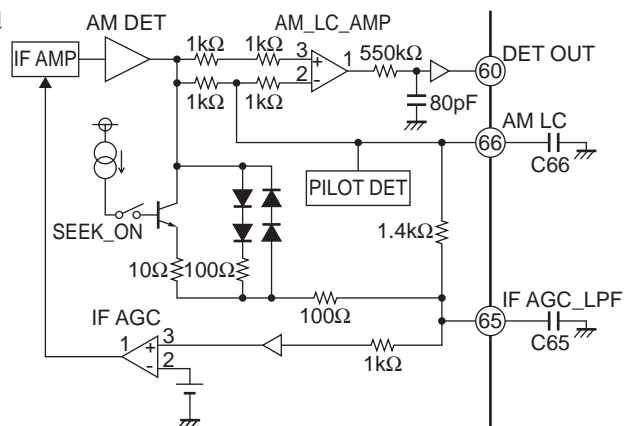 AM DET
AM_LC_AMP
IF AMP
1kΩ 1kΩ
3
+
1
550kΩ
DET OUT
60
2
-
1kΩ 1kΩ
80pF
AM LC
66
C66
PILOT DET
SEEK_ON
1.4kΩ
10Ω 100Ω
IF AGC_LPF
65
C65
100Ω
IF AGC
1
+
3
-
2
1kΩ